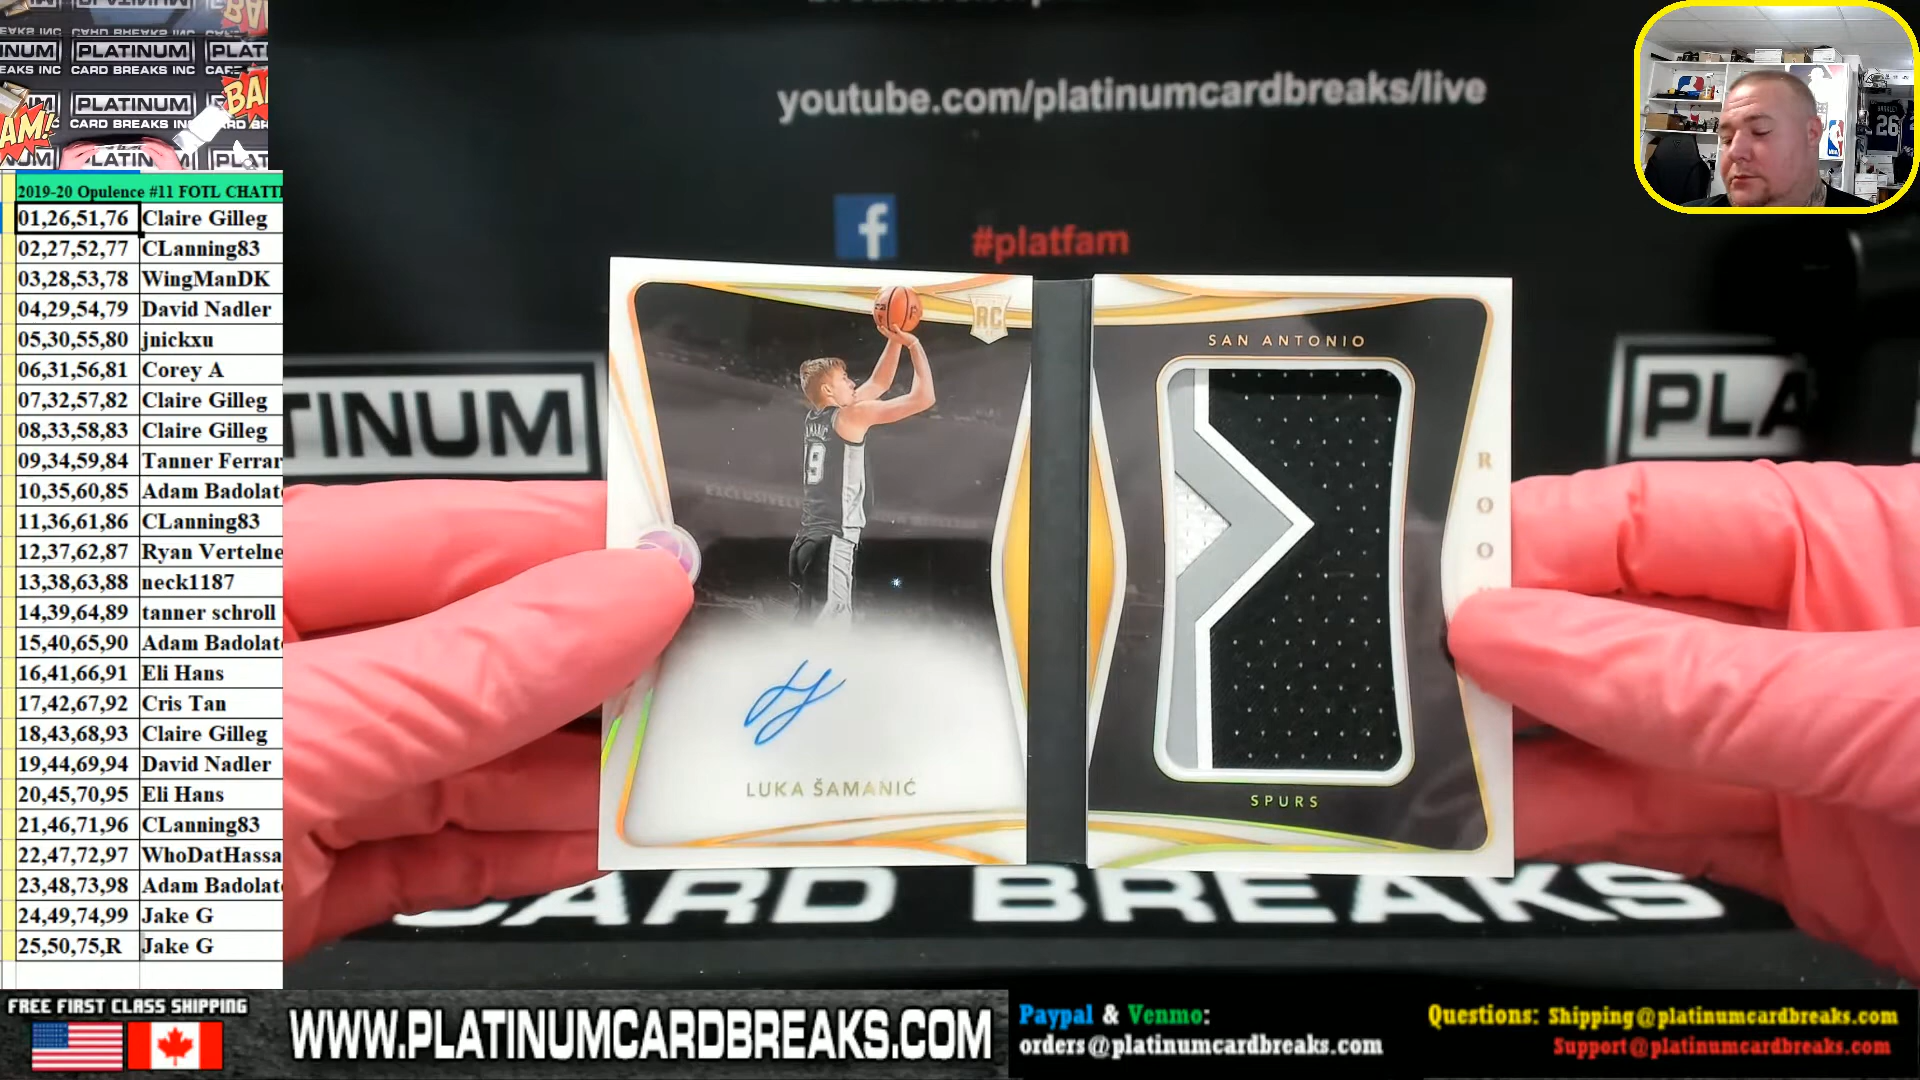 youtube.com/platinumcardbreaks/live
#platfam
PLATINUM
CARD BREAKS INC
PLATINUM
CARD BREAKS INC
BAM!
2019-20 Opulence #11 FOTL
01,26,51,76 Claire Gilleg
02,27,52,77 CLanning83
03,28,53,78 WingManDK
04,29,54,79 David Nadler
05,30,55,80 jnickxu
06,31,56,81 Corey A
07,32,57,82 Claire Gilleg
08,33,58,83 Claire Gilleg
09,34,59,84 Tanner Ferrar
10,35,60,85 Adam Badolat
11,36,61,86 CLanning83
12,37,62,87 Ryan Vertelne
13,38,63,88 neck1187
14,39,64,89 tanner schroll
15,40,65,90 Adam Badolat
16,41,66,91 Eli Hans
17,42,67,92 Cris Tan
18,43,68,93 Claire Gilleg
19,44,69,94 David Nadler
20,45,70,95 Eli Hans
21,46,71,96 CLanning83
22,47,72,97 WhoDatHassa
23,48,73,98 Adam Badolat
24,49,74,99 Jake G
25,50,75,R Jake G
TINUM
PLA
RC
9
LUKA ŠAMANIĆ
SAN ANTONIO
SPURS
ROO
CARD BREAKS
26
FREE FIRST CLASS SHIPPING
WWW.PLATINUMCARDBREAKS.COM
Paypal & Venmo:
orders@platinumcardbreaks.com
Questions: Shipping@platinumcardbreaks.com
Support@platinumcardbreaks.com